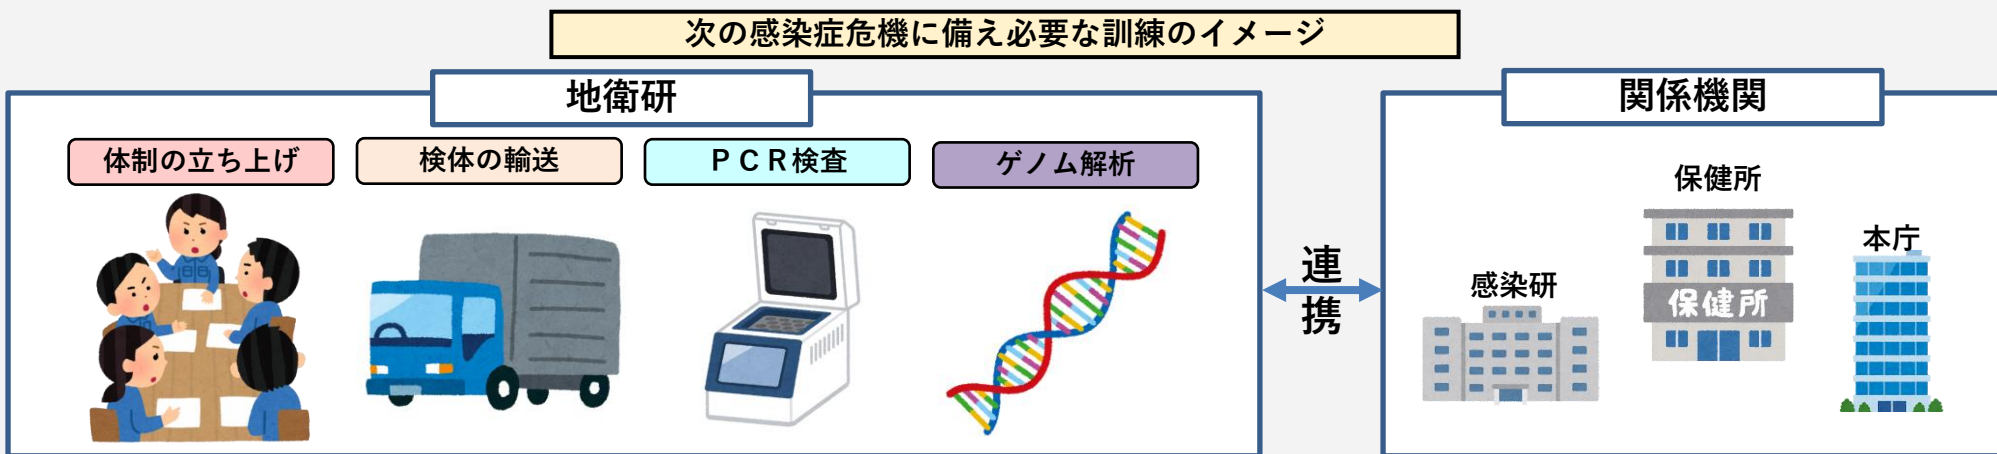 次の感染症危機に備え必要な訓練のイメージ
地衛研
体制の立ち上げ
検体の輸送
ＰＣＲ検査
ゲノム解析
連
携
関係機関
感染研
保健所
保健所
本庁